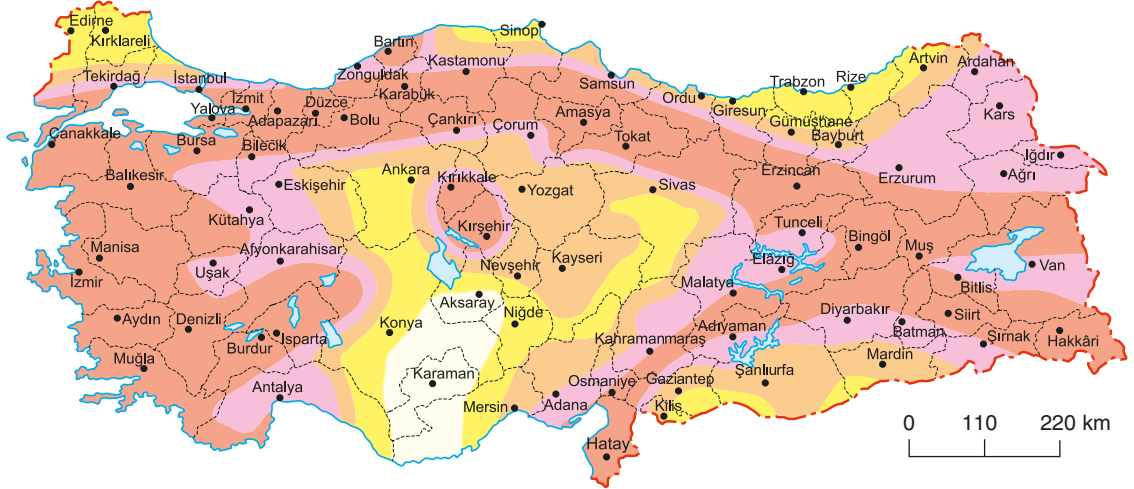 Edirne
Kırklareli
Sinop
Bartın
Artvin
Kastamonu
Ardahan
Zonguldak
Tekirdağ
İstanbul
Samsun
Trabzon
Rize
Karabük
Ordu
Yalova
İzmit
Düzce
Giresun
Kars
Adapazarı
Bolu
Çankırı
Amasya
Gümüşhane
Çanakkale
Çorum
Bayburt
Bursa
Tokat
Bilecik
Iğdır
Balıkesir
Ankara
Erzincan
Erzurum
Ağrı
Eskişehir
Kırıkkale
Yozgat
Sivas
Kütahya
Kırşehir
Tunceli
Manisa
Afyonkarahisar
Bingöl
Muş
Uşak
Nevşehir
Kayseri
Elazığ
Van
İzmir
Malatya
Bitlis
Aksaray
Aydın
Denizli
Konya
Niğde
Diyarbakır
Siirt
Adıyaman
Batman
Burdur
Isparta
Kahramanmaraş
Şırnak
Hakkâri
Muğla
Mardin
Karaman
Şanlıurfa
Antalya
Osmaniye
Gaziantep
Mersin
Adana
Kilis
Hatay
0 110 220 km